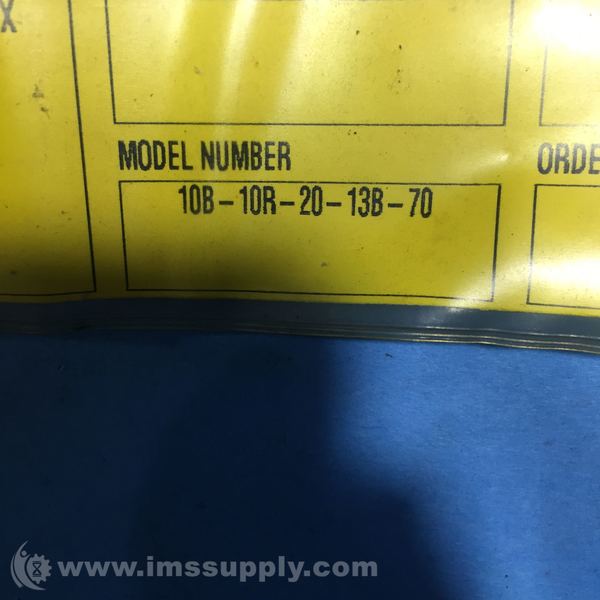 X
MODEL NUMBER
ORDE
10B-10R-20-13B-70
www.imssupply.com